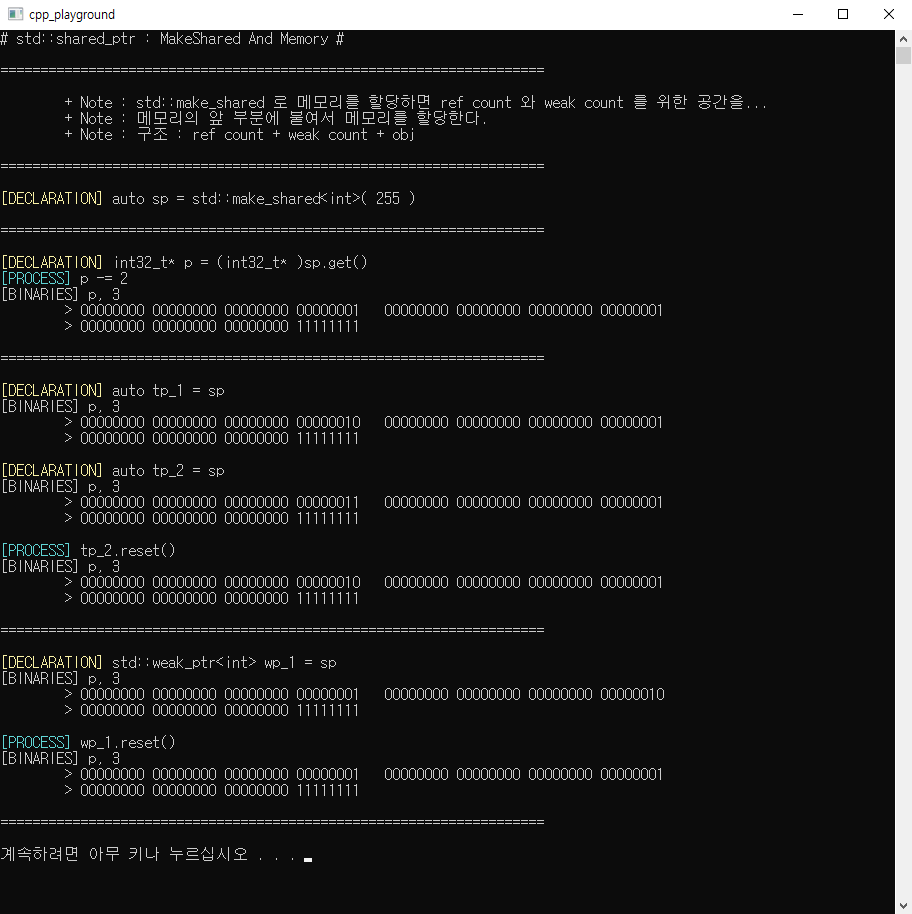 cpp_playground
# std::shared_ptr : MakeShared And Memory #
====================================================================
+ Note : std::make_shared 로 메모리를 할당하면 ref count 와 weak count 를 위한 공간을...
+ Note : 메모리의 앞 부분에 붙여서 메모리를 할당한다.
+ Note : 구조 : ref count + weak count + obj
====================================================================
[DECLARATION] auto sp = std::make_shared<int>( 255 )
====================================================================
[DECLARATION] int32_t* p = (int32_t* )sp.get()
[PROCESS] p -= 2
[BINARIES] p, 3
> 00000000 00000000 00000000 00000001   00000000 00000000 00000000 00000001
> 00000000 00000000 00000000 11111111
====================================================================
[DECLARATION] auto tp_1 = sp
[BINARIES] p, 3
> 00000000 00000000 00000000 00000010   00000000 00000000 00000000 00000001
> 00000000 00000000 00000000 11111111
[DECLARATION] auto tp_2 = sp
[BINARIES] p, 3
> 00000000 00000000 00000000 00000011   00000000 00000000 00000000 00000001
> 00000000 00000000 00000000 11111111
[PROCESS] tp_2.reset()
[BINARIES] p, 3
> 00000000 00000000 00000000 00000010   00000000 00000000 00000000 00000001
> 00000000 00000000 00000000 11111111
====================================================================
[DECLARATION] std::weak_ptr<int> wp_1 = sp
[BINARIES] p, 3
> 00000000 00000000 00000000 00000001   00000000 00000000 00000000 00000010
> 00000000 00000000 00000000 11111111
[PROCESS] wp_1.reset()
[BINARIES] p, 3
> 00000000 00000000 00000000 00000001   00000000 00000000 00000000 00000001
> 00000000 00000000 00000000 11111111
====================================================================
계속하려면 아무 키나 누르십시오 . . .